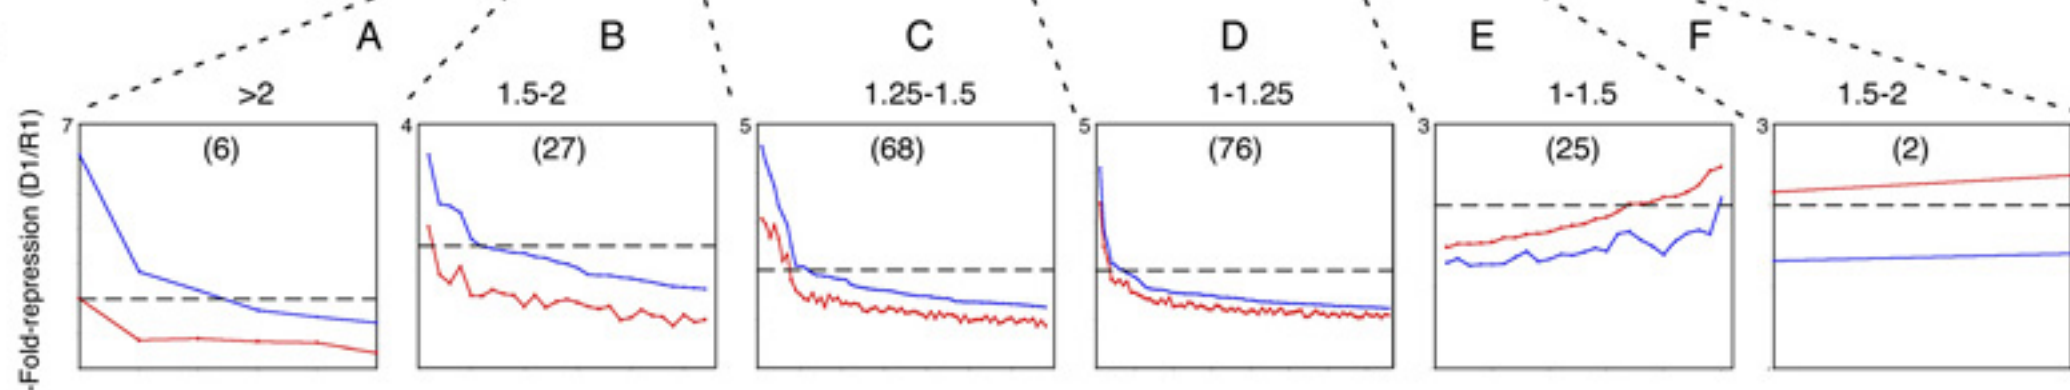 A B C D E F
>2 1.5-2 1.25-1.5 1-1.25 1-1.5 1.5-2
7 4 5 5 3 3
(6) (27) (68) (76) (25) (2)
-Fold-repression (D1/R1)